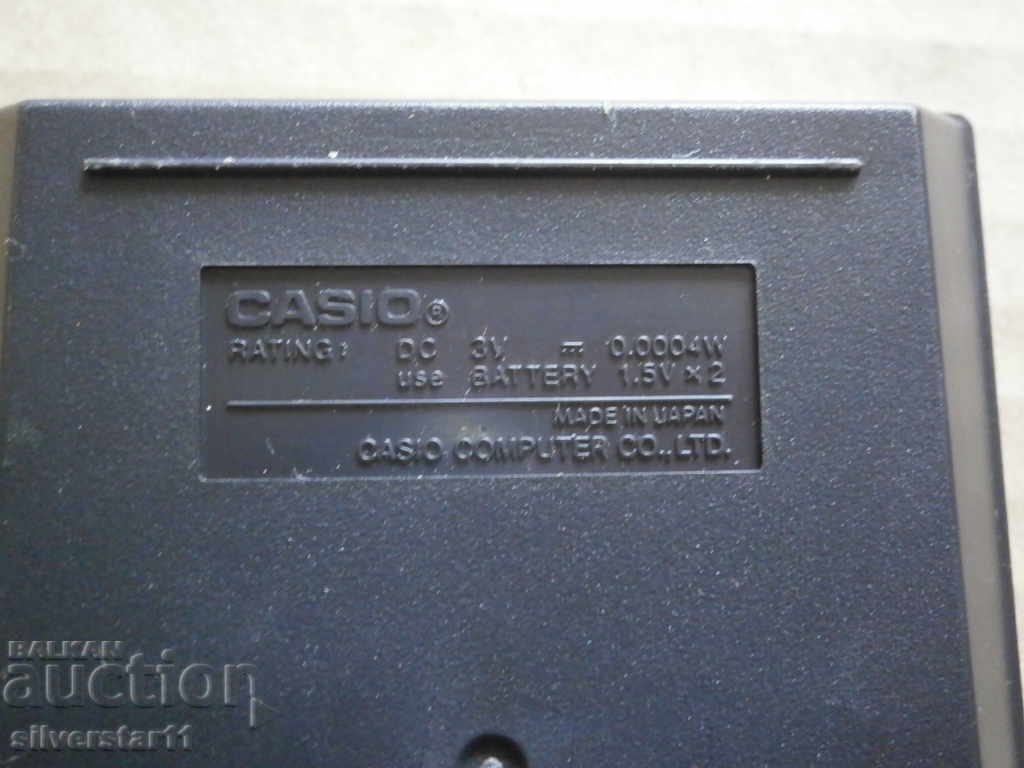 CASIO®
RATING: DC 3V ⎓ 0.0004W
use BATTERY 1.5V × 2
MADE IN JAPAN
CASIO COMPUTER CO., LTD.
BALKAN
auction
silverstar11